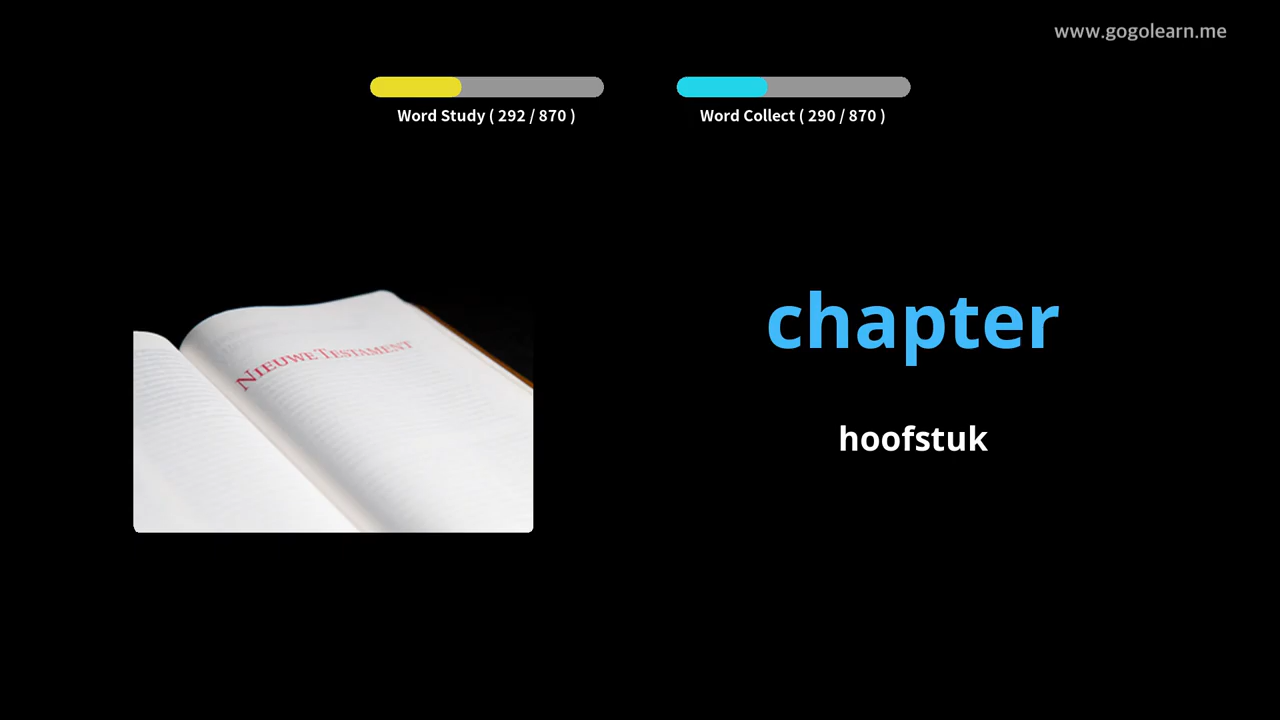 www.gogolearn.me
Word Study ( 292 / 870 )
Word Collect ( 290 / 870 )
NIEUWE TESTAMENT
chapter
hoofstuk